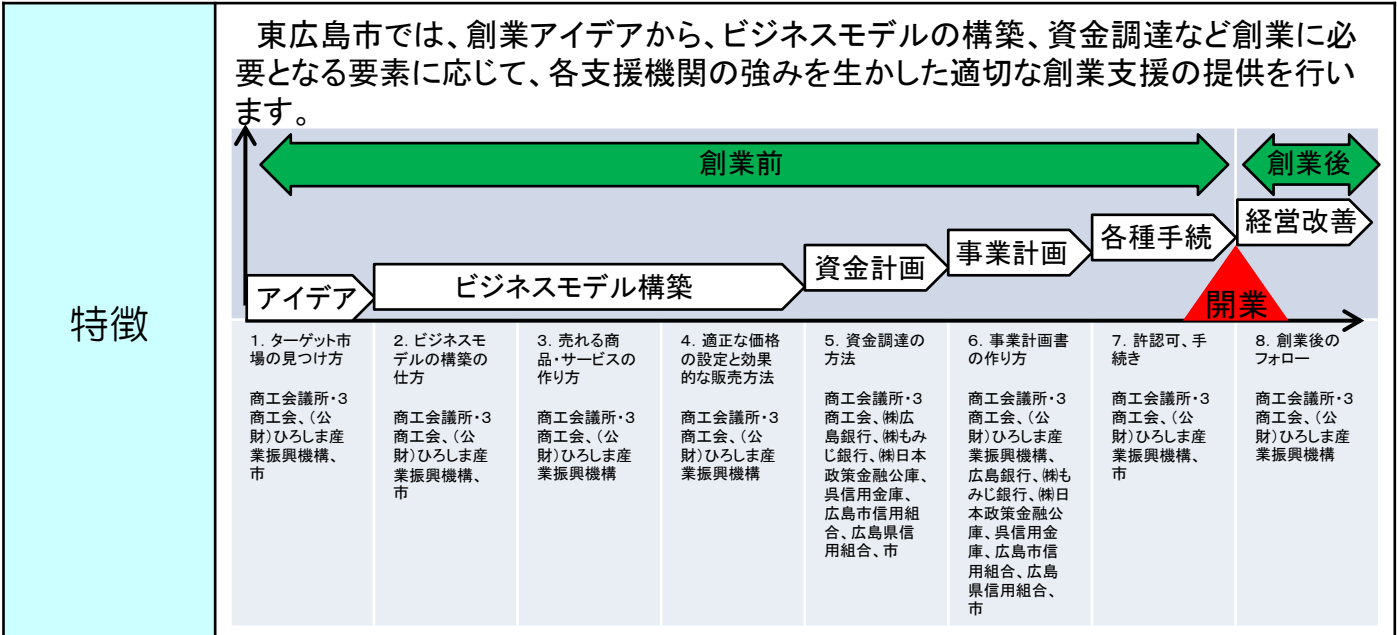 特徴
東広島市では、創業アイデアから、ビジネスモデルの構築、資金調達など創業に必
要となる要素に応じて、各支援機関の強みを生かした適切な創業支援の提供を行い
ます。
創業前
創業後
アイデア
ビジネスモデル構築
資金計画
事業計画
各種手続
経営改善
開業
1．ターゲット市
場の見つけ方
商工会議所・3
商工会、（公
財）ひろしま産
業振興機構、
市
2．ビジネスモ
デルの構築の
仕方
商工会議所・3
商工会、（公
財）ひろしま産
業振興機構、
市
3．売れる商
品・サービスの
作り方
商工会議所・3
商工会、（公
財）ひろしま産
業振興機構
4．適正な価格
の設定と効果
的な販売方法
商工会議所・3
商工会、（公
財）ひろしま産
業振興機構
5．資金調達の
方法
商工会議所・3
商工会、㈱広
島銀行、㈱もみ
じ銀行、㈱日本
政策金融公庫、
呉信用金庫、
広島市信用組
合、広島県信
用組合、市
6．事業計画書
の作り方
商工会議所・3
商工会、（公
財）ひろしま産
業振興機構、
広島銀行、㈱も
みじ銀行、㈱日
本政策金融公
庫、呉信用金
庫、広島市信
用組合、広島
県信用組合、
市
7．許認可、手
続き
商工会議所・3
商工会、（公
財）ひろしま産
業振興機構、
市
8．創業後の
フォロー
商工会議所・3
商工会、（公
財）ひろしま産
業振興機構